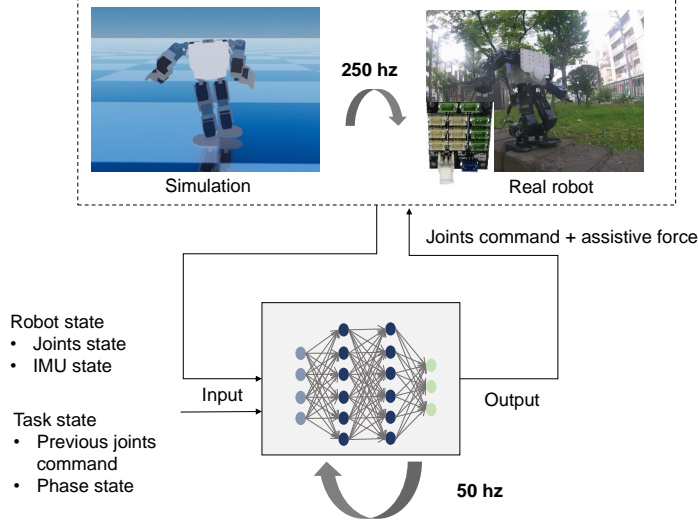 250 hz
Simulation
Real robot
Joints command + assistive force
Robot state
• Joints state
• IMU state
Input
Output
Task state
• Previous joints
command
• Phase state
50 hz